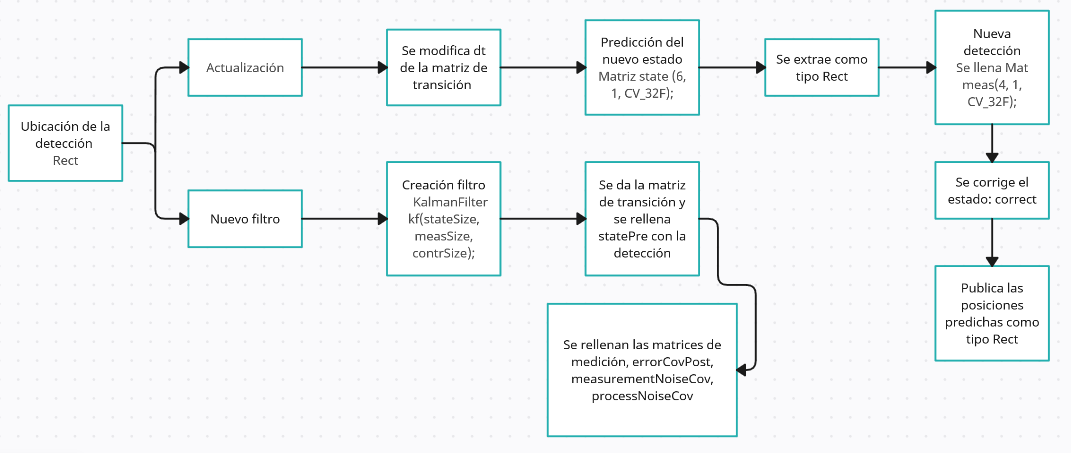 Ubicación de la
detección
Rect
Actualización
Se modifica dt
de la matriz de
transición
Predicción del
nuevo estado
Matriz state (6,
1, CV_32F);
Se extrae como
tipo Rect
Nueva
detección
Se llena Mat
meas(4, 1,
CV_32F);
Se corrige el
estado: correct
Publica las
posiciones
predichas como
tipo Rect
Nuevo filtro
Creación filtro
KalmanFilter
kf(stateSize,
measSize,
contrSize);
Se da la matriz
de transición y
se rellena
statePre con la
detección
Se rellenan las matrices de
medición, errorCovPost,
measurementNoiseCov,
processNoiseCov